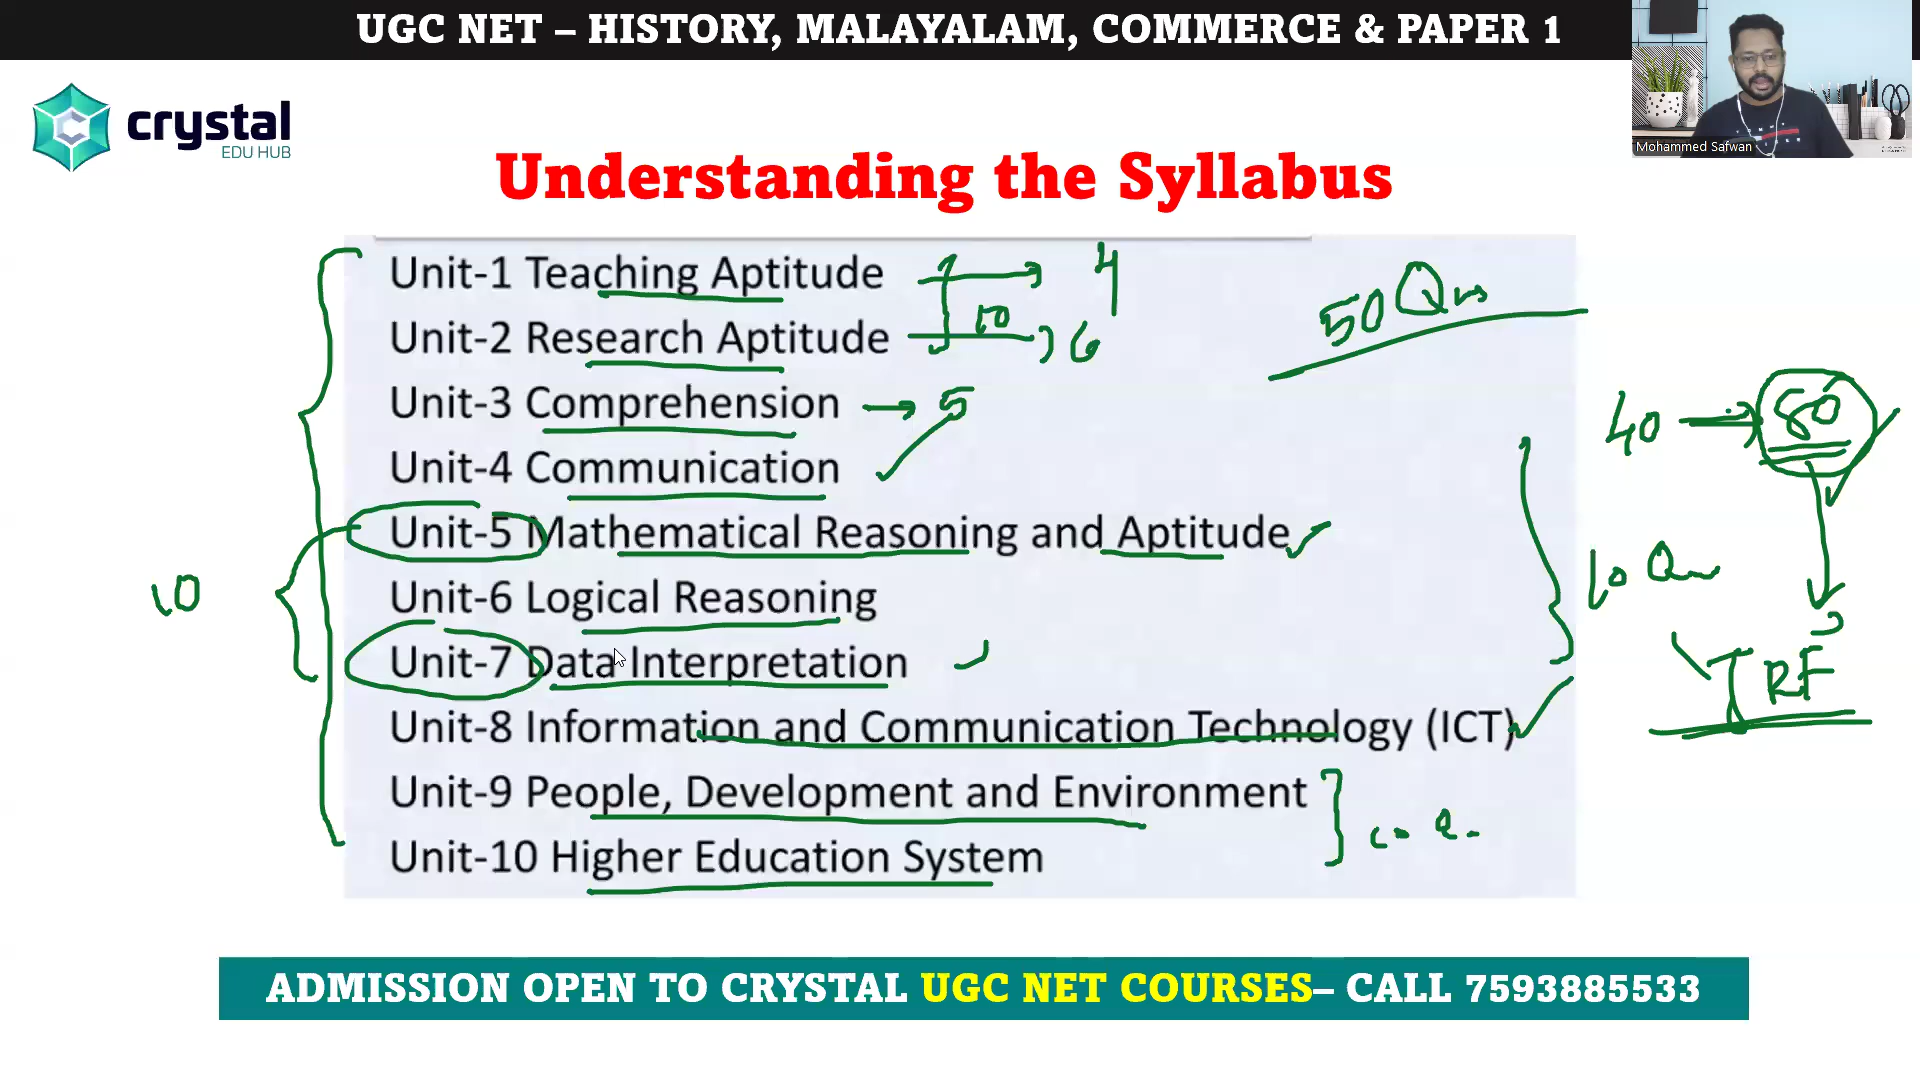 UGC NET – HISTORY, MALAYALAM, COMMERCE & PAPER 1
crystal
EDU HUB
Mohammed Safwan
Understanding the Syllabus
Unit-1 Teaching Aptitude 4
50 Qns
Unit-2 Research Aptitude 10 6
Unit-3 Comprehension 5
40 80
Unit-4 Communication
Unit-5 Mathematical Reasoning and Aptitude
10 Unit-6 Logical Reasoning 10 Qn
Unit-7 Data Interpretation
JRF
Unit-8 Information and Communication Technology (ICT)
Unit-9 People, Development and Environment
Unit-10 Higher Education System
ADMISSION OPEN TO CRYSTAL UGC NET COURSES– CALL 7593885533